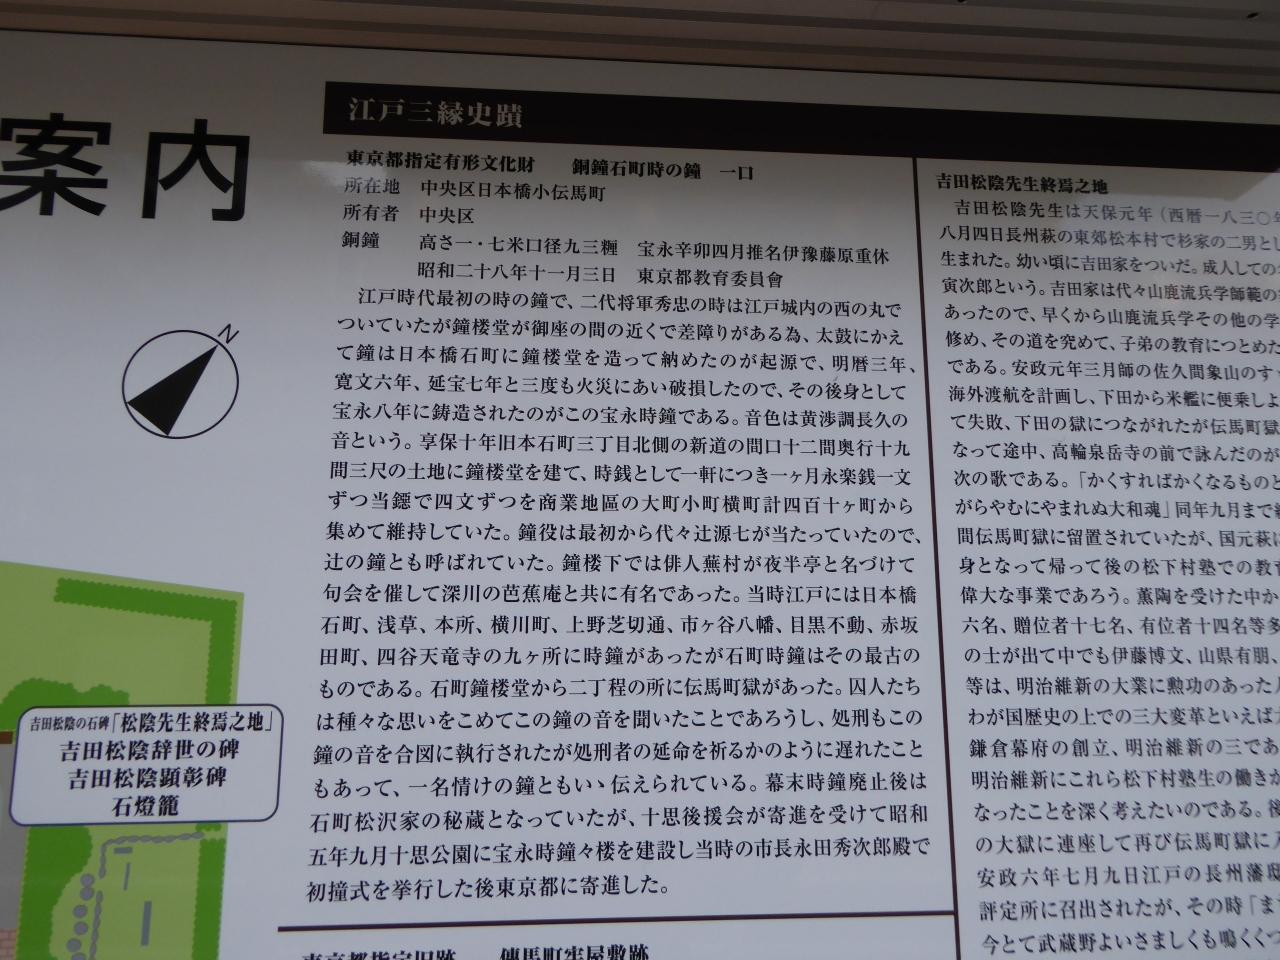 案内
江戸三縁史蹟
東京都指定有形文化財　銅鐘石町時の鐘　一口
所在地　中央区日本橋小伝馬町
所有者　中央区
銅鐘　高さ一・七米口径九三糎　宝永辛卯四月推名伊豫藤原重休
昭和二十八年十一月三日　東京都教育委員會
江戸時代最初の時の鐘で、二代将軍秀忠の時は江戸城内の西の丸で
ついていたが鐘楼堂が御座の間の近くで差障りがある為、太鼓にかえ
て鐘は日本橋石町に鐘楼堂を造って納めたのが起源で、明暦三年、
寛文六年、延宝七年と三度も火災にあい破損したので、その後身として
宝永八年に鋳造されたのがこの宝永時鐘である。音色は黄渉調長久の
音という。享保十年旧本石町三丁目北側の新道の間口十二間奥行十九
間三尺の土地に鐘楼堂を建て、時銭として一軒につき一ヶ月永楽銭一文
ずつ当鐚で四文ずつを商業地區の大町小町横町計四百十ヶ町から
集めて維持していた。鐘役は最初から代々辻源七が当たっていたので、
辻の鐘とも呼ばれていた。鐘楼下では俳人蕪村が夜半亭と名づけて
句会を催して深川の芭蕉庵と共に有名であった。当時江戸には日本橋
石町、浅草、本所、横川町、上野芝切通、市ヶ谷八幡、目黒不動、赤坂
田町、四谷天竜寺の九ヶ所に時鐘があったが石町時鐘はその最古の
ものである。石町鐘楼堂から二丁程の所に伝馬町獄があった。囚人たち
は種々な思いをこめてこの鐘の音を聞いたことであろうし、処刑もこの
鐘の音を合図に執行されたが処刑者の延命を祈るかのように遅れたこと
もあって、一名情けの鐘ともいゝ伝えられている。幕末時鐘廃止後は
石町松沢家の秘蔵となっていたが、十思後援会が寄進を受けて昭和
五年九月十思公園に宝永時鐘々楼を建設し当時の市長永田秀次郎殿で
初撞式を挙行した後東京都に寄進した。
東京都指定旧跡　傳馬町牢屋敷跡
吉田松陰先生終焉之地
吉田松陰先生は天保元年（西暦一八三〇年
八月四日長州萩の東郊松本村で杉家の二男とし
生まれた。幼い頃に吉田家をついだ。成人しての
寅次郎という。吉田家は代々山鹿流兵学師範の
あったので、早くから山鹿流兵学その他の学
修め、その道を究めて、子弟の教育につとめた
である。安政元年三月師の佐久間象山のす
海外渡航を計画し、下田から米艦に便乗しよ
て失敗、下田の獄につながれたが伝馬町獄
なって途中、高輪泉岳寺の前で詠んだのが
次の歌である。「かくすればかくなるものと
がらやむにやまれぬ大和魂」同年九月まで
間伝馬町獄に留置されていたが、国元萩に
身となって帰って後の松下村塾での教育
偉大な事業であろう。薫陶を受けた中か
六名、贈位者十七名、有位者十四名等多
の士が出て中でも伊藤博文、山県有朋、
等は、明治維新の大業に勲功のあった人
わが国歴史の上での三大変革といえば大
鎌倉幕府の創立、明治維新の三であ
明治維新にこれら松下村塾生の働きが
なったことを深く考えたいのである。後
の大獄に連座して再び伝馬町獄に入
安政六年七月九日江戸の長州藩邸
評定所に召出されたが、その時「ま
今とて武蔵野よいさましくも鳴くくつ
N
吉田松陰の石碑「松陰先生終焉之地」
吉田松陰辞世の碑
吉田松陰顕彰碑
石燈籠